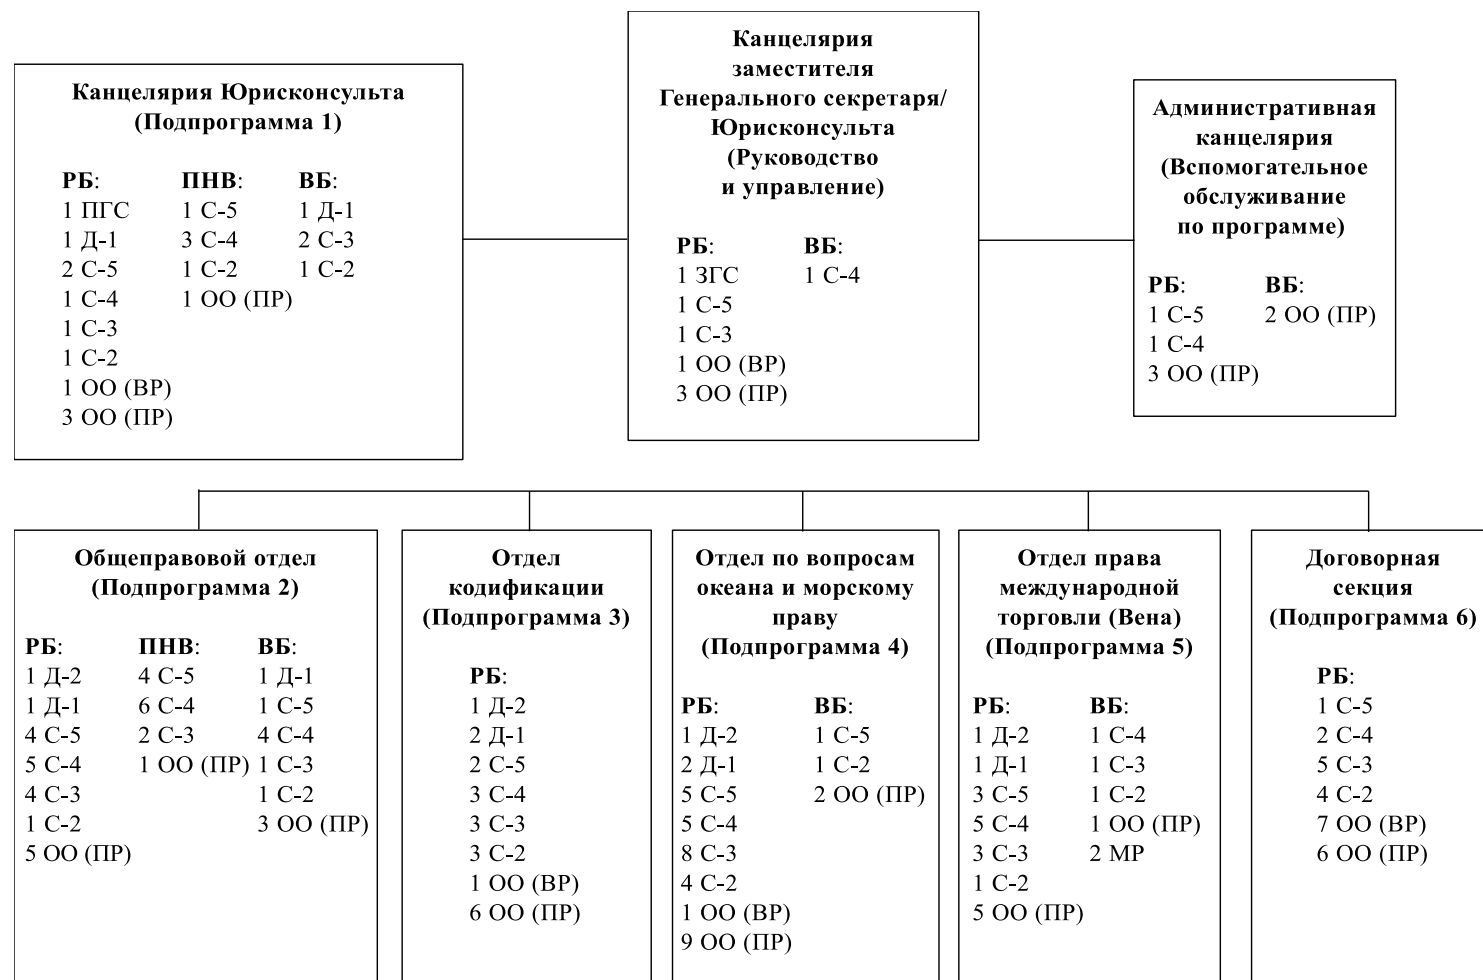 Канцелярия Юрисконсульта
(Подпрограмма 1)
РБ: ПНВ: ВБ:
1 ПГС 1 С-5 1 Д-1
1 Д-1 3 С-4 2 С-3
2 С-5 1 С-2 1 С-2
1 С-4 1 ОО (ПР)
1 С-3
1 С-2
1 ОО (ВР)
3 ОО (ПР)
Канцелярия
заместителя
Генерального секретаря/
Юрисконсульта
(Руководство
и управление)
РБ: ВБ:
1 ЗГС 1 С-4
1 С-5
1 С-3
1 ОО (ВР)
3 ОО (ПР)
Административная
канцелярия
(Вспомогательное
обслуживание
по программе)
РБ: ВБ:
1 С-5 2 ОО (ПР)
1 С-4
3 ОО (ПР)
Общеправовой отдел
(Подпрограмма 2)
РБ: ПНВ: ВБ:
1 Д-2 4 С-5 1 Д-1
1 Д-1 6 С-4 1 С-5
4 С-5 2 С-3 4 С-4
5 С-4 1 ОО (ПР) 1 С-3
4 С-3 1 С-2
1 С-2 3 ОО (ПР)
5 ОО (ПР)
Отдел
кодификации
(Подпрограмма 3)
РБ:
1 Д-2
2 Д-1
2 С-5
3 С-4
3 С-3
3 С-2
1 ОО (ВР)
6 ОО (ПР)
Отдел по вопросам
океана и морскому
праву
(Подпрограмма 4)
РБ: ВБ:
1 Д-2 1 С-5
2 Д-1 1 С-2
5 С-5 2 ОО (ПР)
5 С-4
8 С-3
4 С-2
1 ОО (ВР)
9 ОО (ПР)
Отдел права
международной
торговли (Вена)
(Подпрограмма 5)
РБ: ВБ:
1 Д-2 1 С-4
1 Д-1 1 С-3
3 С-5 1 С-2
5 С-4 1 ОО (ПР)
3 С-3 2 МР
1 С-2
5 ОО (ПР)
Договорная
секция
(Подпрограмма 6)
РБ:
1 С-5
2 С-4
5 С-3
4 С-2
7 ОО (ВР)
6 ОО (ПР)